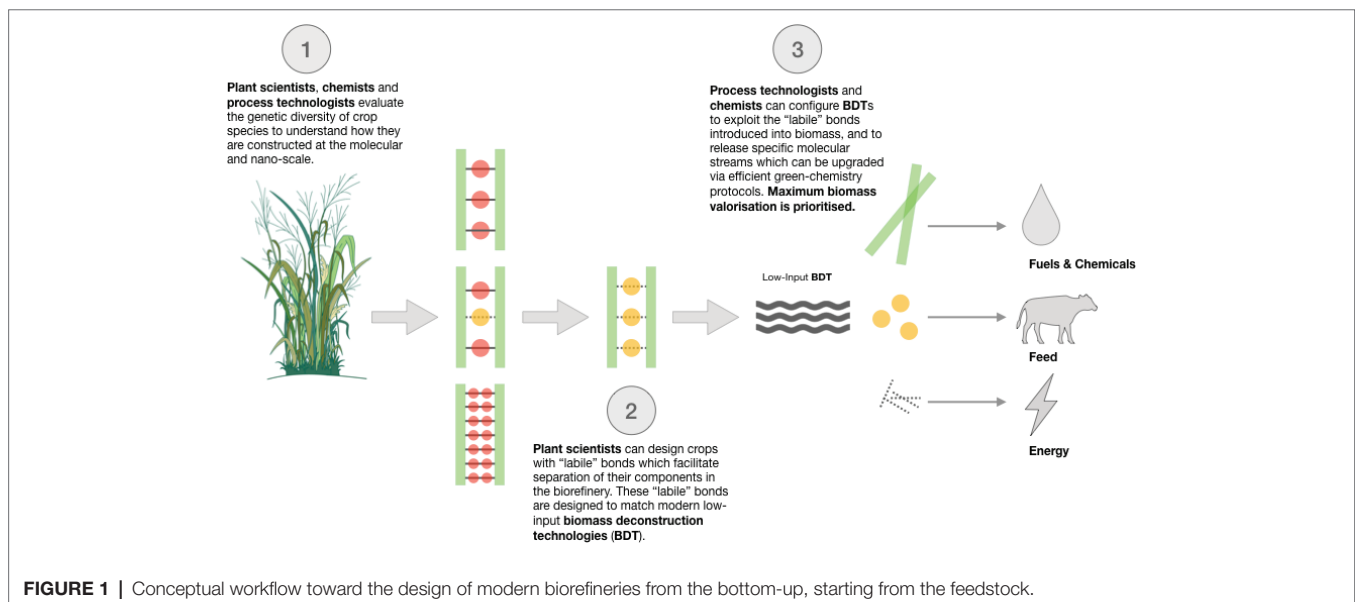 1
Plant scientists, chemists and
process technologists evaluate
the genetic diversity of crop
species to understand how they
are constructed at the molecular
and nano-scale.
2
Plant scientists can design crops
with “labile” bonds which facilitate
separation of their components in
the biorefinery. These “labile” bonds
are designed to match modern low-
input biomass deconstruction
technologies (BDT).
3
Process technologists and
chemists can configure BDTs
to exploit the “labile” bonds
introduced into biomass, and to
release specific molecular
streams which can be upgraded
via efficient green-chemistry
protocols. Maximum biomass
valorisation is prioritised.
Low-Input BDT
Fuels & Chemicals
Feed
Energy
FIGURE 1 | Conceptual workflow toward the design of modern biorefineries from the bottom-up, starting from the feedstock.